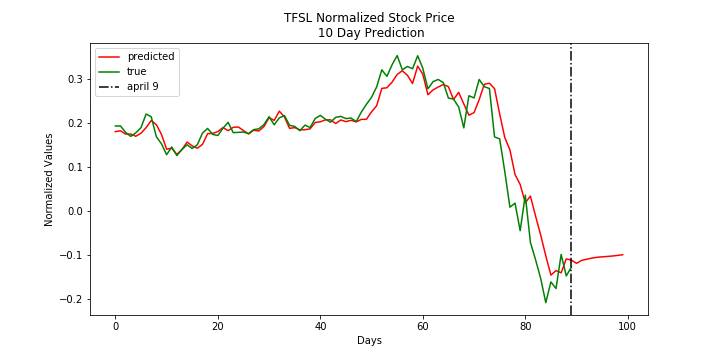 TFSL Normalized Stock Price
10 Day Prediction
predicted
true
april 9
Normalized Values
0.3
0.2
0.1
0.0
−0.1
−0.2
0
20
40
60
80
100
Days